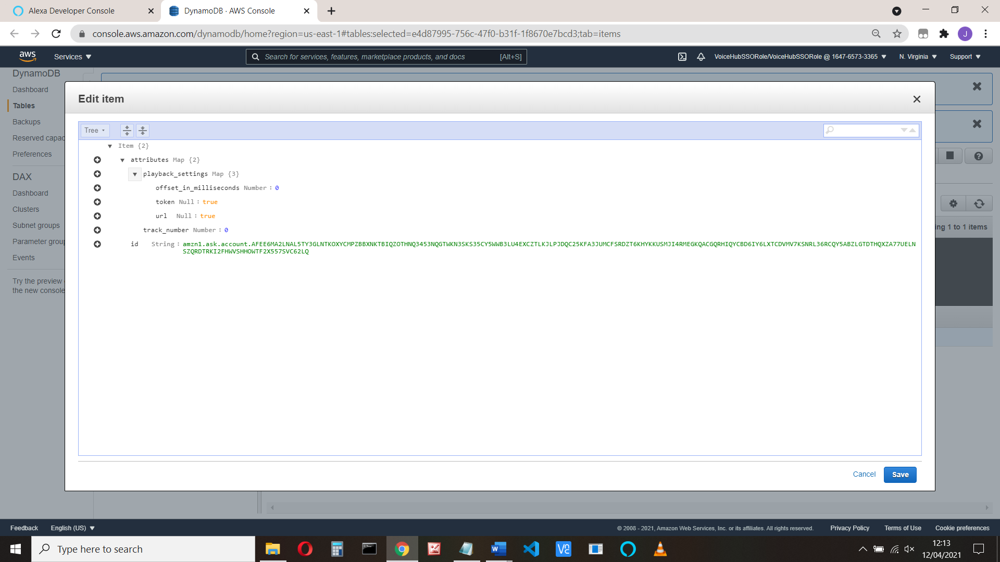 Alexa Developer Console
DynamoDB · AWS Console
console.aws.amazon.com/dynamodb/home?region=us-east-1#tables:selected=e4d87995-756c-47f0-b31f-1f8670e7bcd3;tab=items
J
aws
Services
Search for services, features, marketplace products, and docs [Alt+S]
VoiceHubSSORole/VoiceHubSSORole @ 1647-6573-3365
N. Virginia
Support
DynamoDB
Dashboard
Tables
Backups
Reserved capac
Preferences
DAX
Dashboard
Clusters
Subnet groups
Parameter group
Events
Try the preview
the new console
Edit item
Tree
Item {2}
attributes Map {2}
playback_settings Map {3}
offset_in_milliseconds Number : 0
token Null : true
url Null : true
track_number Number : 0
id String : amzn1.ask.account.AFEE6MA2LNAL5TY3GLNTKOXYCMPZBBXNKTBIQZOTHNQ3453NQGTWKN3SKS35CY5WWB3LU4EXCZTLKJLPJDQC25KFA3JUMCFSRDZT6KHYKKUSMJI4RMEGKQACGQRHIQYCBD6IY6LXTCDVMV7KSNRL36RCQY5ABZLGTDTHQXZA77UELN
SZQRDTRKI2FHWVSHHOWTF2X557SVC62LQ
ing 1 to 1 items
Cancel
Save
Feedback
English (US)
© 2008 - 2021, Amazon Web Services, Inc. or its affiliates. All rights reserved.
Privacy Policy
Terms of Use
Cookie preferences
Type here to search
12:13
12/04/2021